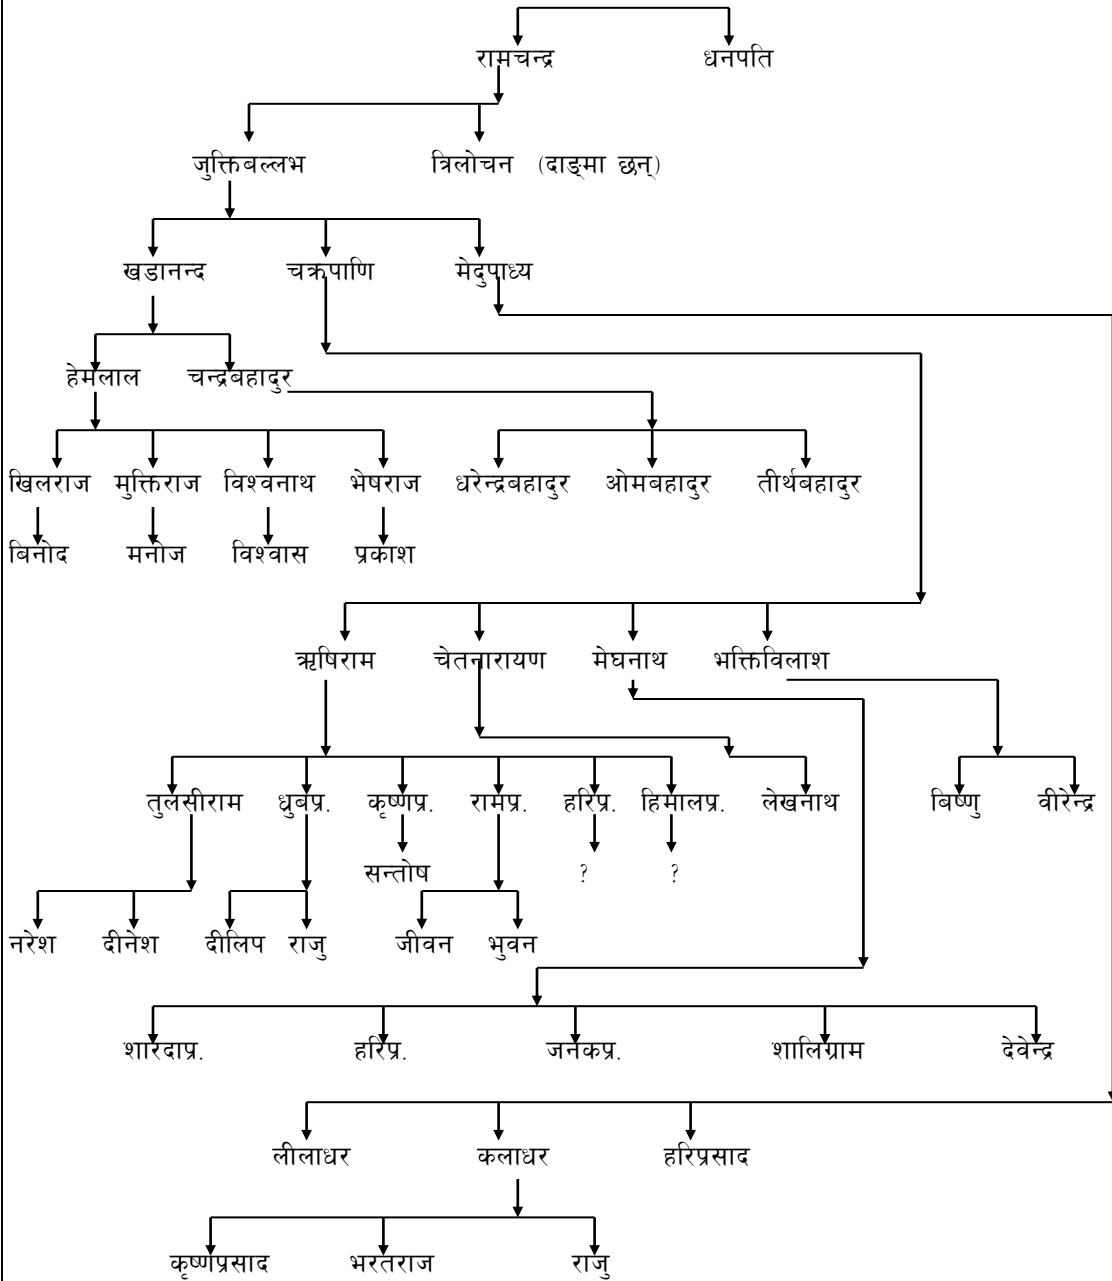 रामचन्द्र धनपति
जुक्तिबल्लभ त्रिलोचन (दाङ्मा छन्)
खडानन्द चक्रपाणि मेदुपाध्य
हेमलाल चन्द्रबहादुर
खिलराज मुक्तिराज विश्वनाथ भेषराज धरेन्द्रबहादुर ओमबहादुर तीर्थबहादुर
बिनोद मनोज विश्वास प्रकाश
ऋषिराम चेतनारायण मेघनाथ भक्तिविलाश
तुलसीराम ध्रुबप्र. कृष्णप्र. रामप्र. हरिप्र. हिमालप्र. लेखनाथ बिष्णु वीरेन्द्र
सन्तोष ? ?
नरेश दीनेश दीलिप राजु जीवन भुवन
शारदाप्र. हरिप्र. जनकप्र. शालिग्राम देवेन्द्र
लीलाधर कलाधर हरिप्रसाद
कृष्णप्रसाद भरतराज राजु